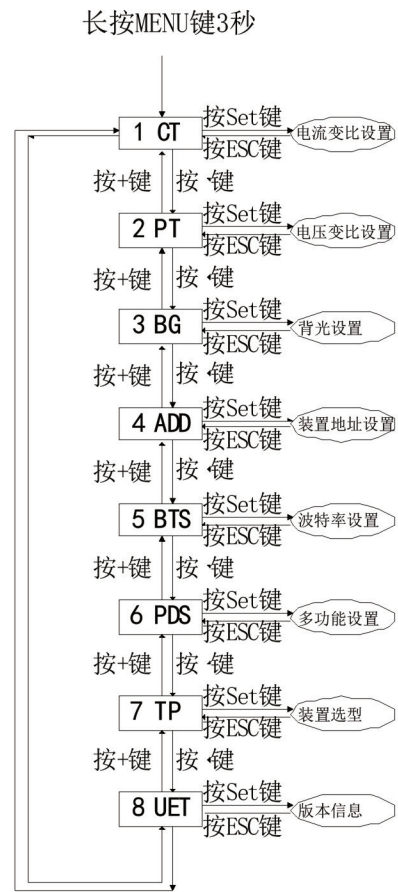 长按MENU键3秒
1 CT
按Set键
电流变比设置
按ESC键
按+键 按-键
2 PT
按Set键
电压变比设置
按ESC键
按+键 按-键
3 BG
按Set键
背光设置
按ESC键
按+键 按-键
4 ADD
按Set键
装置地址设置
按ESC键
按+键 按-键
5 BTS
按Set键
波特率设置
按ESC键
按+键 按-键
6 PDS
按Set键
多功能设置
按ESC键
按+键 按-键
7 TP
按Set键
装置选型
按ESC键
按+键 按-键
8 UET
按Set键
版本信息
按ESC键